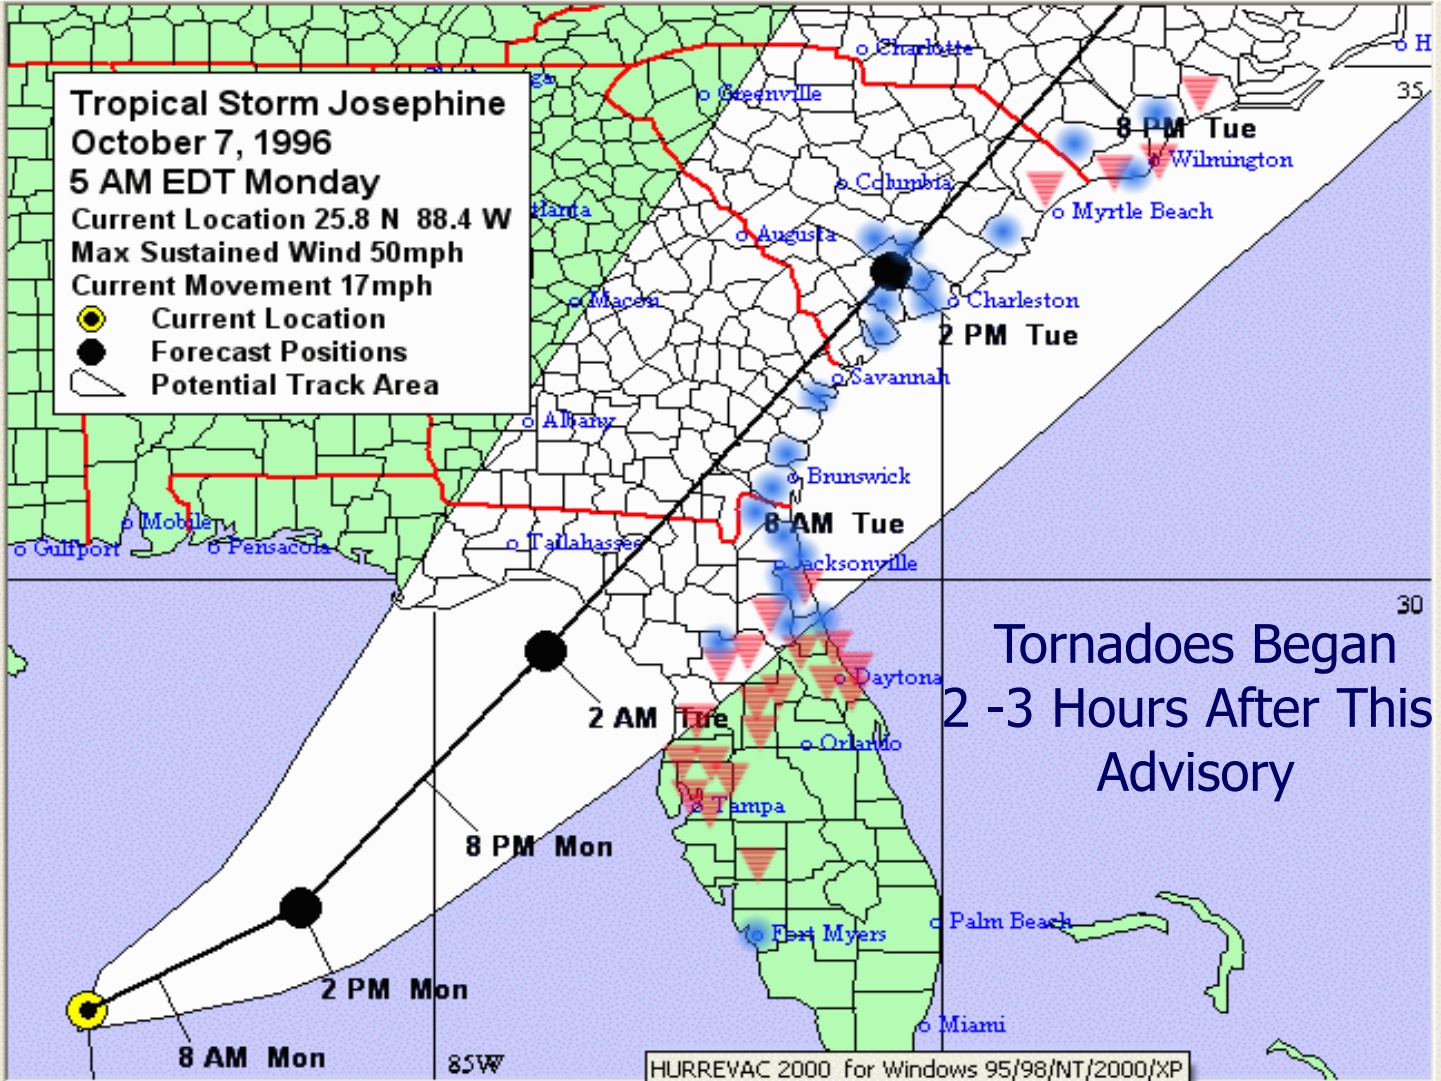 Charlotte
H
ga
Greenville
35
Tropical Storm Josephine
October 7, 1996
5 AM EDT Monday
Current Location 25.8 N 88.4 W
Max Sustained Wind 50mph
Current Movement 17mph
Current Location
Forecast Positions
Potential Track Area
8 PM Tue
Wilmington
Columbia
tlanta
Myrtle Beach
Augusta
Macon
Charleston
2 PM Tue
Savannah
Albany
Brunswick
Mobile
8 AM Tue
Gulfport
Pensacola
Tallahassee
Jacksonville
30
Tornadoes Began
2 -3 Hours After This
Advisory
Daytona
2 AM Tue
Orlando
Tampa
8 PM Mon
Palm Beach
Fort Myers
2 PM Mon
Miami
8 AM Mon
85W
HURREVAC 2000 for Windows 95/98/NT/2000/XP